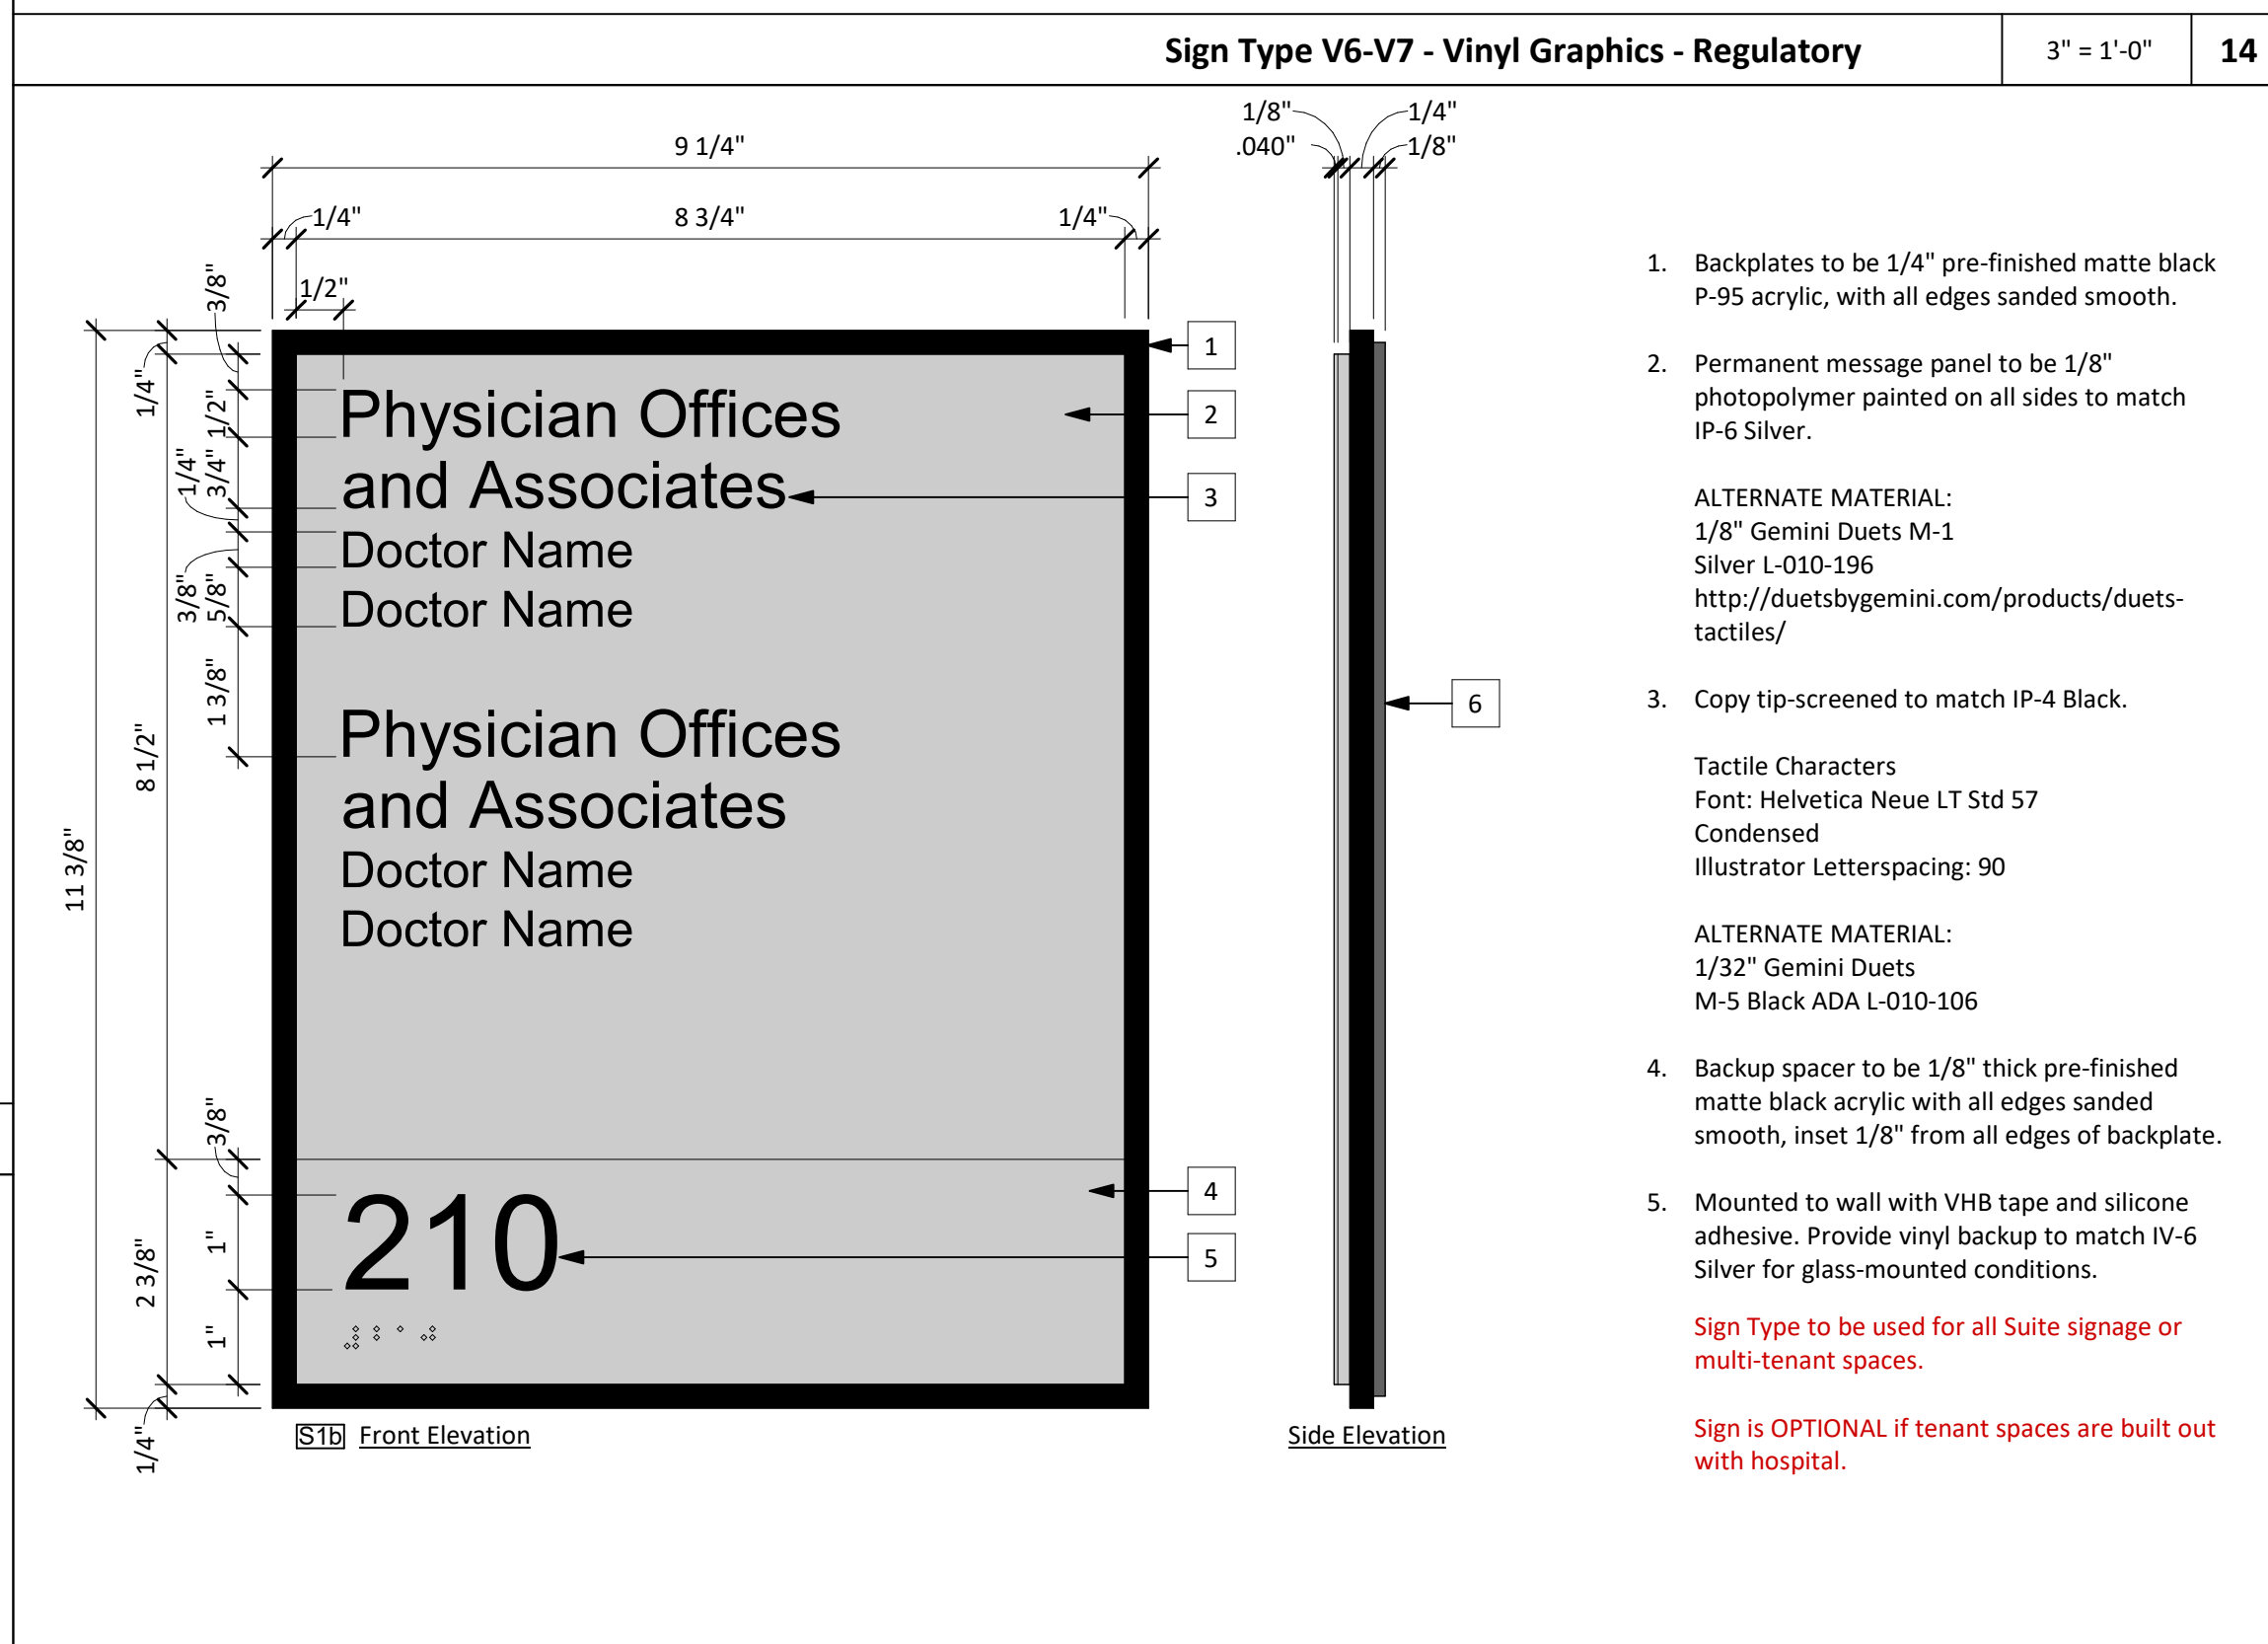 Sign Type V6-V7 - Vinyl Graphics - Regulatory
3" = 1'-0"
14
9 1/4"
1/4"
8 3/4"
1/4"
1/2"
1/8"
1/4"
.040"
1/8"
3/8"
1/4"
1/2"
1/4"
3/4"
3/8"
5/8"
1 3/8"
8 1/2"
11 3/8"
3/8"
1"
2 3/8"
1"
1/4"
Physician Offices
and Associates
Doctor Name
Doctor Name
Physician Offices
and Associates
Doctor Name
Doctor Name
210
1
2
3
4
5
6
S1b Front Elevation
Side Elevation
1. Backplates to be 1/4" pre-finished matte black
P-95 acrylic, with all edges sanded smooth.
2. Permanent message panel to be 1/8"
photopolymer painted on all sides to match
IP-6 Silver.
ALTERNATE MATERIAL:
1/8" Gemini Duets M-1
Silver L-010-196
http://duetsbygemini.com/products/duets-
tactiles/
3. Copy tip-screened to match IP-4 Black.
Tactile Characters
Font: Helvetica Neue LT Std 57
Condensed
Illustrator Letterspacing: 90
ALTERNATE MATERIAL:
1/32" Gemini Duets
M-5 Black ADA L-010-106
4. Backup spacer to be 1/8" thick pre-finished
matte black acrylic with all edges sanded
smooth, inset 1/8" from all edges of backplate.
5. Mounted to wall with VHB tape and silicone
adhesive. Provide vinyl backup to match IV-6
Silver for glass-mounted conditions.
Sign Type to be used for all Suite signage or
multi-tenant spaces.
Sign is OPTIONAL if tenant spaces are built out
with hospital.